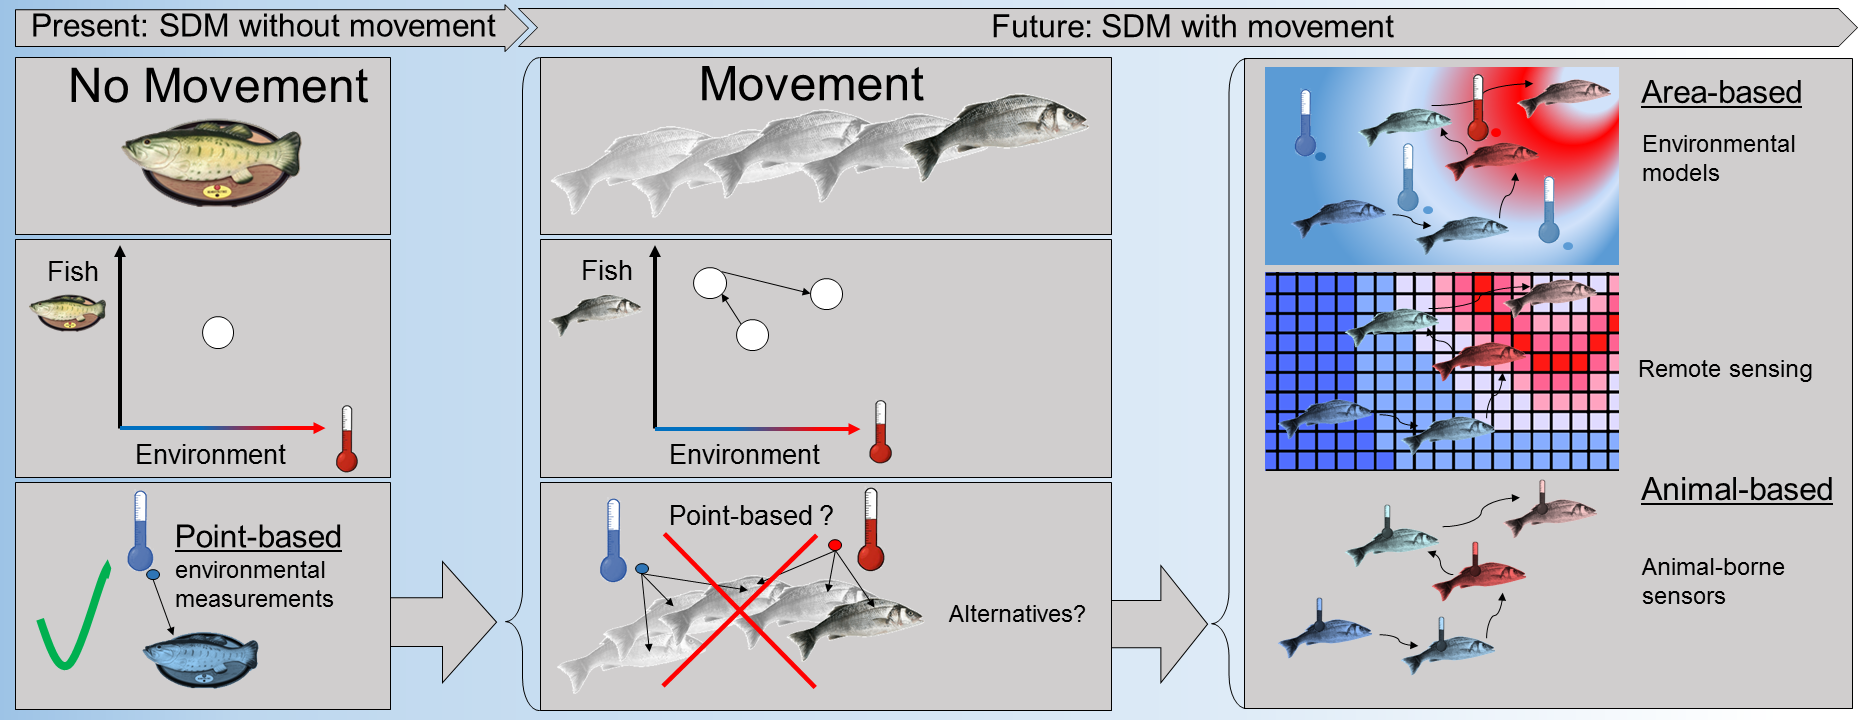 Present: SDM without movement
Future: SDM with movement
No Movement
Fish
Environment
Point-based
environmental
measurements
Movement
Fish
Environment
Point-based ?
Alternatives?
Area-based
Environmental
models
Remote sensing
Animal-based
Animal-borne
sensors